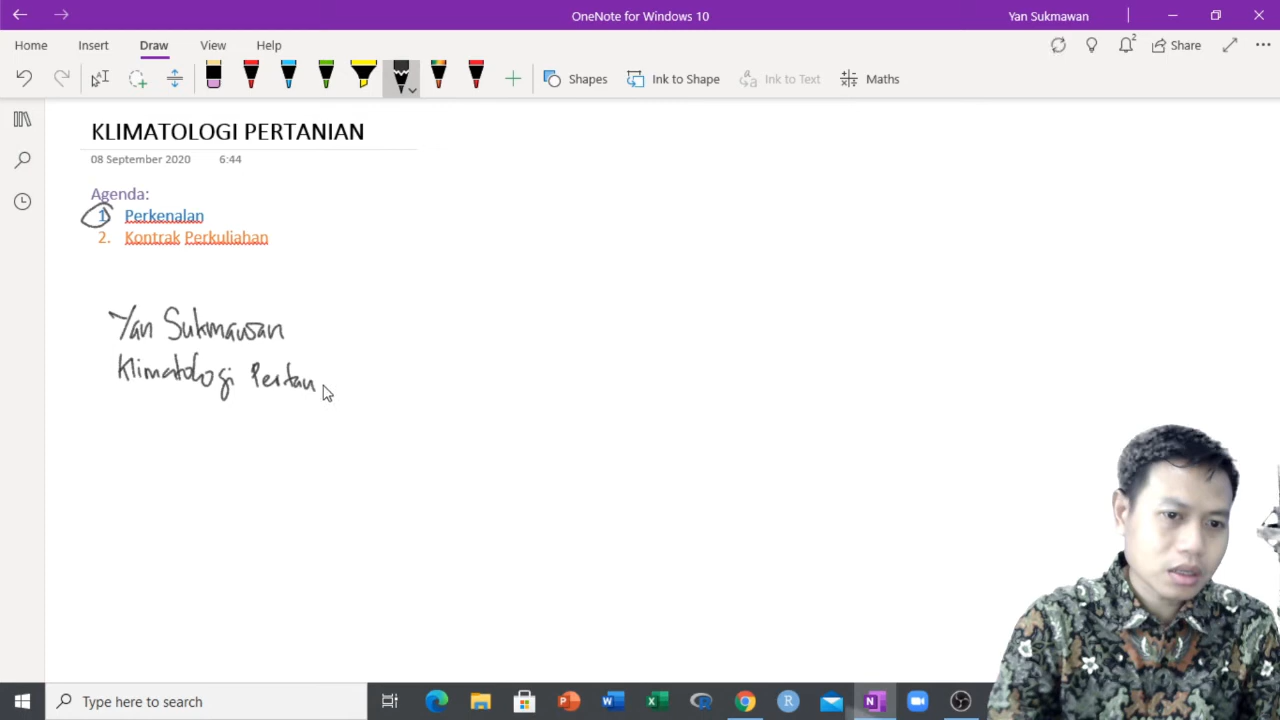 OneNote for Windows 10
Yan Sukmawan
Home Insert Draw View Help
Share
Shapes Ink to Shape Ink to Text Maths
KLIMATOLOGI PERTANIAN
08 September 2020 6:44
Agenda:
1. Perkenalan
2. Kontrak Perkuliahan
Yan Sukmawan
Klimatologi Pertan
Type here to search